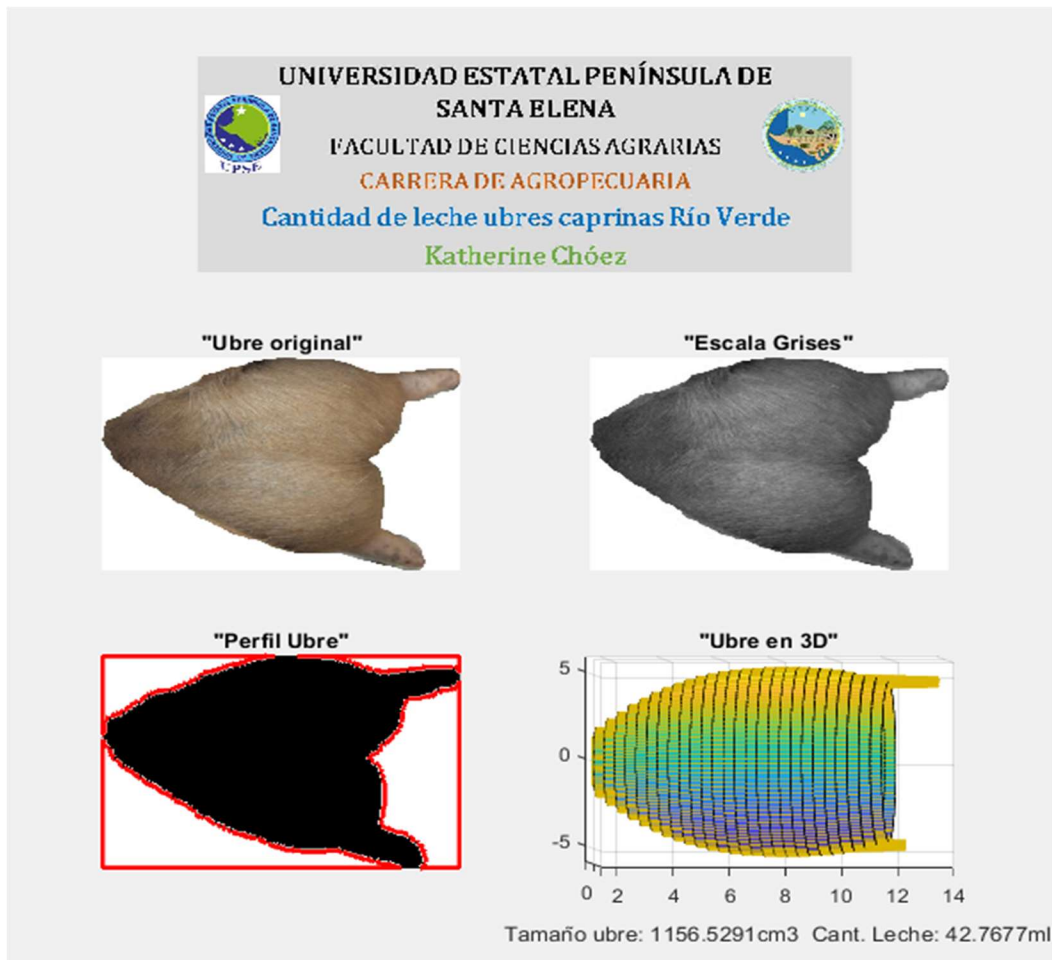 UNIVERSIDAD ESTATAL PENÍNSULA DE
SANTA ELENA
FACULTAD DE CIENCIAS AGRARIAS
CARRERA DE AGROPECUARIA
Cantidad de leche ubres caprinas Río Verde
Katherine Chóez
UPSE
"Ubre original"
"Escala Grises"
"Perfil Ubre"
"Ubre en 3D"
5
0
-5
0 2 4 6 8 10 12 14
Tamaño ubre: 1156.5291cm3 Cant. Leche: 42.7677ml